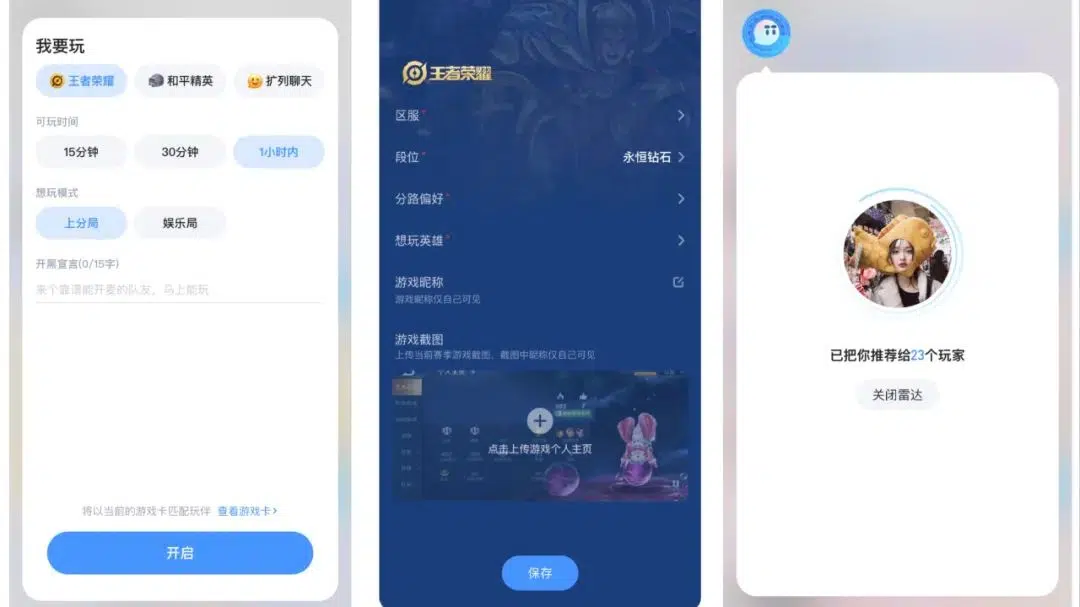 我要玩
王者荣耀
和平精英
扩列聊天
可玩时间
15分钟
30分钟
1小时内
想玩模式
上分局
娱乐局
开黑宣言(0/15字)
来个靠谱能开麦的队友，马上能玩
将以当前的游戏卡匹配玩伴 查看游戏卡>
开启
王者荣耀
区服*
段位*
永恒钻石
分路偏好*
想玩英雄*
游戏昵称
游戏昵称仅自己可见
游戏截图
上传当前赛季游戏截图，截图中昵称仅自己可见
点击上传游戏个人主页
保存
已把你推荐给23个玩家
关闭雷达